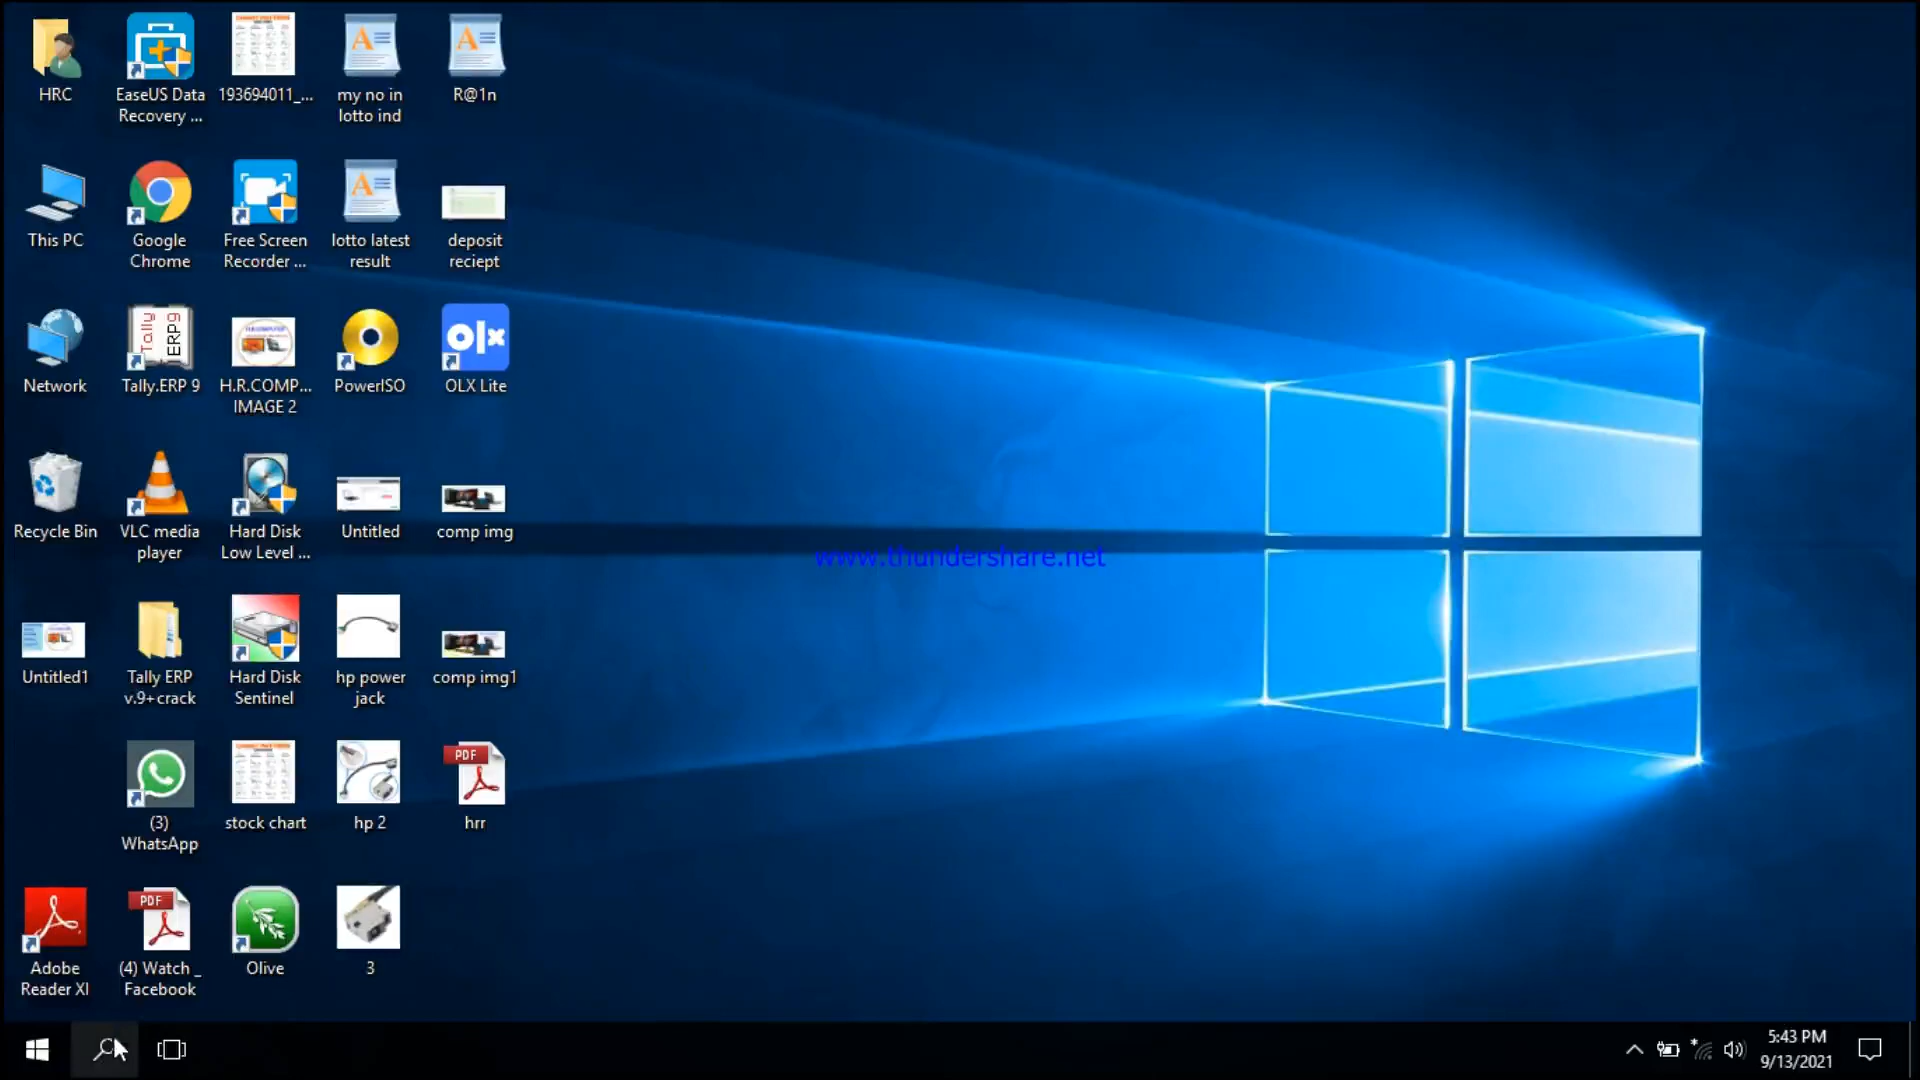 HRC
EaseUS Data
Recovery ...
193694011_...
my no in
lotto ind
R@1n
This PC
Google
Chrome
Free Screen
Recorder ...
lotto latest
result
deposit
reciept
Network
Tally
ERP9
Tally.ERP 9
H.R.COMP...
IMAGE 2
PowerISO
olx
OLX Lite
Recycle Bin
VLC media
player
Hard Disk
Low Level ...
Untitled
comp img
www.thundershare.net
Untitled1
Tally ERP
v.9+crack
Hard Disk
Sentinel
hp power
jack
comp img1
(3)
WhatsApp
stock chart
hp 2
PDF
hrr
Adobe
Reader XI
PDF
(4) Watch _
Facebook
Olive
3
5:43 PM
9/13/2021